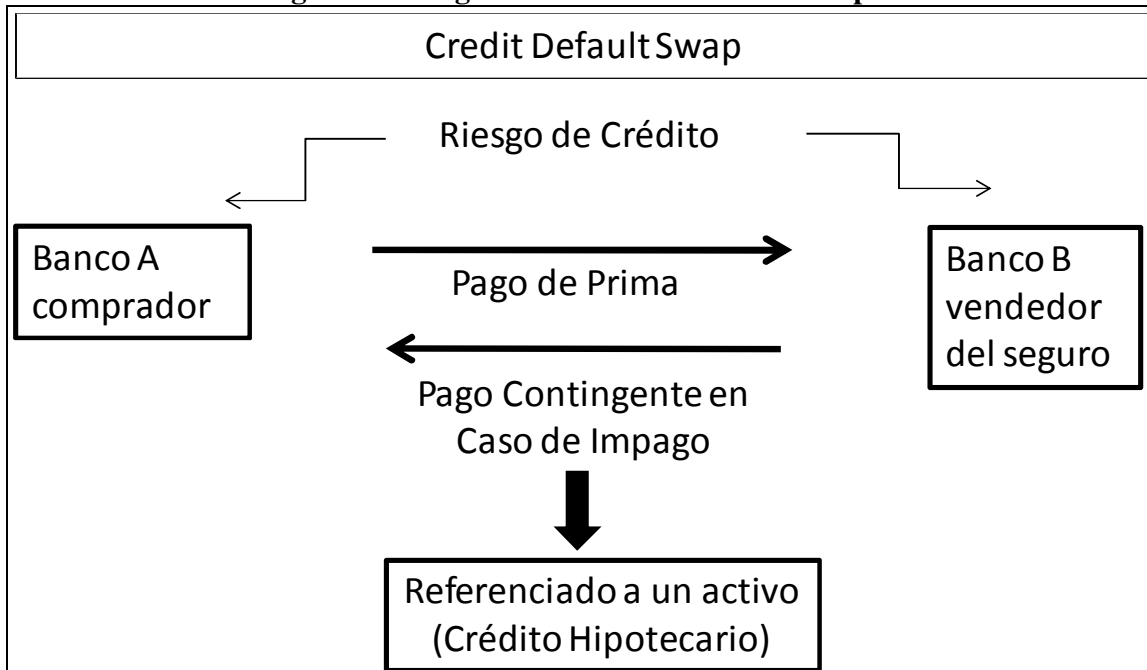 Credit Default Swap
Riesgo de Crédito
Banco A
comprador
Pago de Prima
Banco B
vendedor
del seguro
Pago Contingente en
Caso de Impago
Referenciado a un activo
(Crédito Hipotecario)